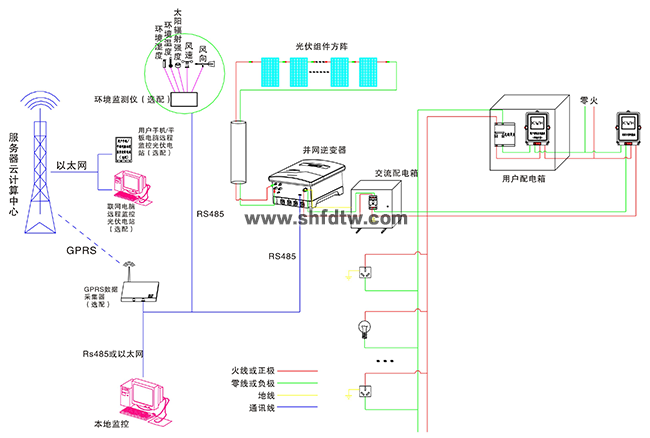 环境湿度
环境温度
太阳辐射强度
风速
风向
环境监测仪（选配）
光伏组件方阵
服务器云计算中心
以太网
用户手机/平
板电脑远程
监控光伏电
站（选配）
联网电脑
远程监控
光伏电站
（选配）
GPRS
GPRS数据
采集器
（选配）
Rs485或以太网
本地监控
RS485
RS485
并网逆变器
交流配电箱
用户配电箱
零火
www.shfdtw.com
火线或正极
零线或负极
地线
通讯线